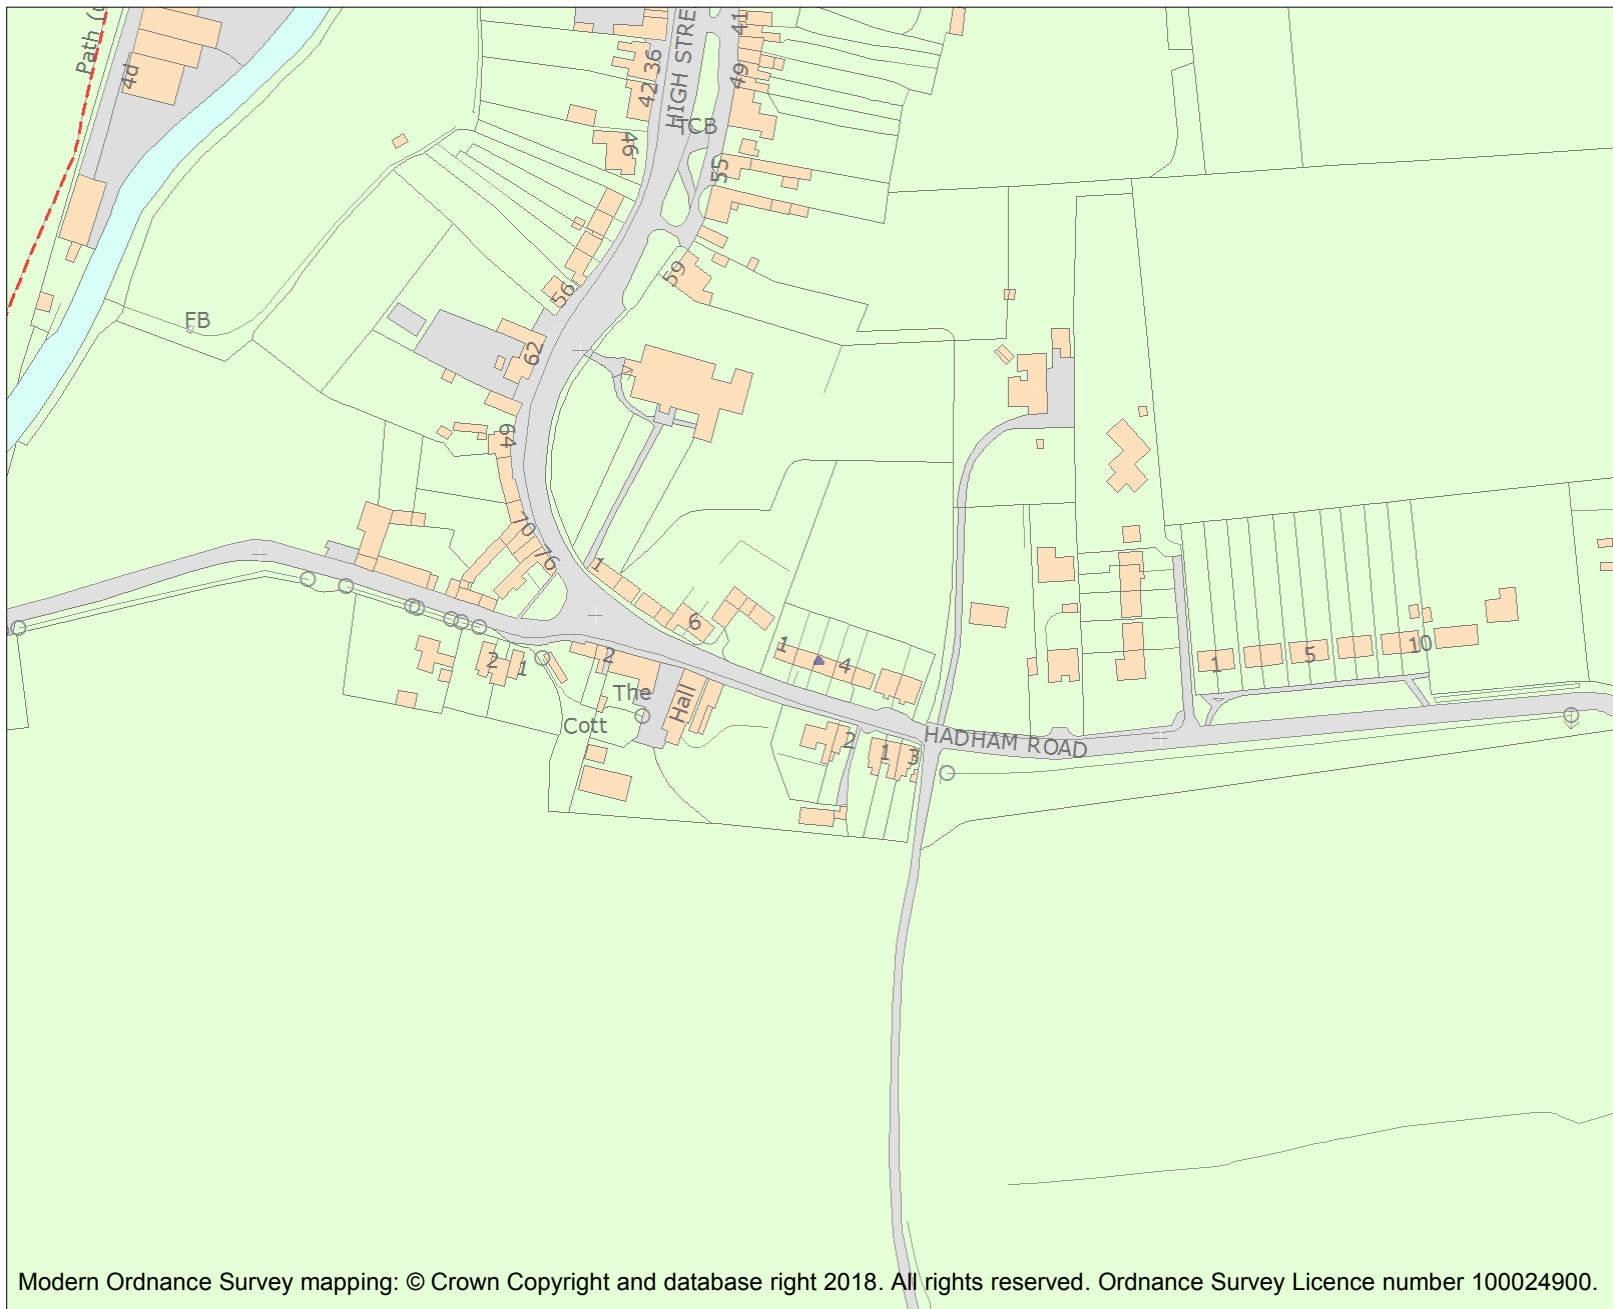 Path (
4d
HIGH STRE
41
36
42
49
TCB
46
55
59
56
FB
62
64
70
76
1
6
1
4
2
1
2
The
Hall
Cott
2
1
3
HADHAM ROAD
1
5
10
Modern Ordnance Survey mapping: © Crown Copyright and database right 2018. All rights reserved. Ordnance Survey Licence number 100024900.